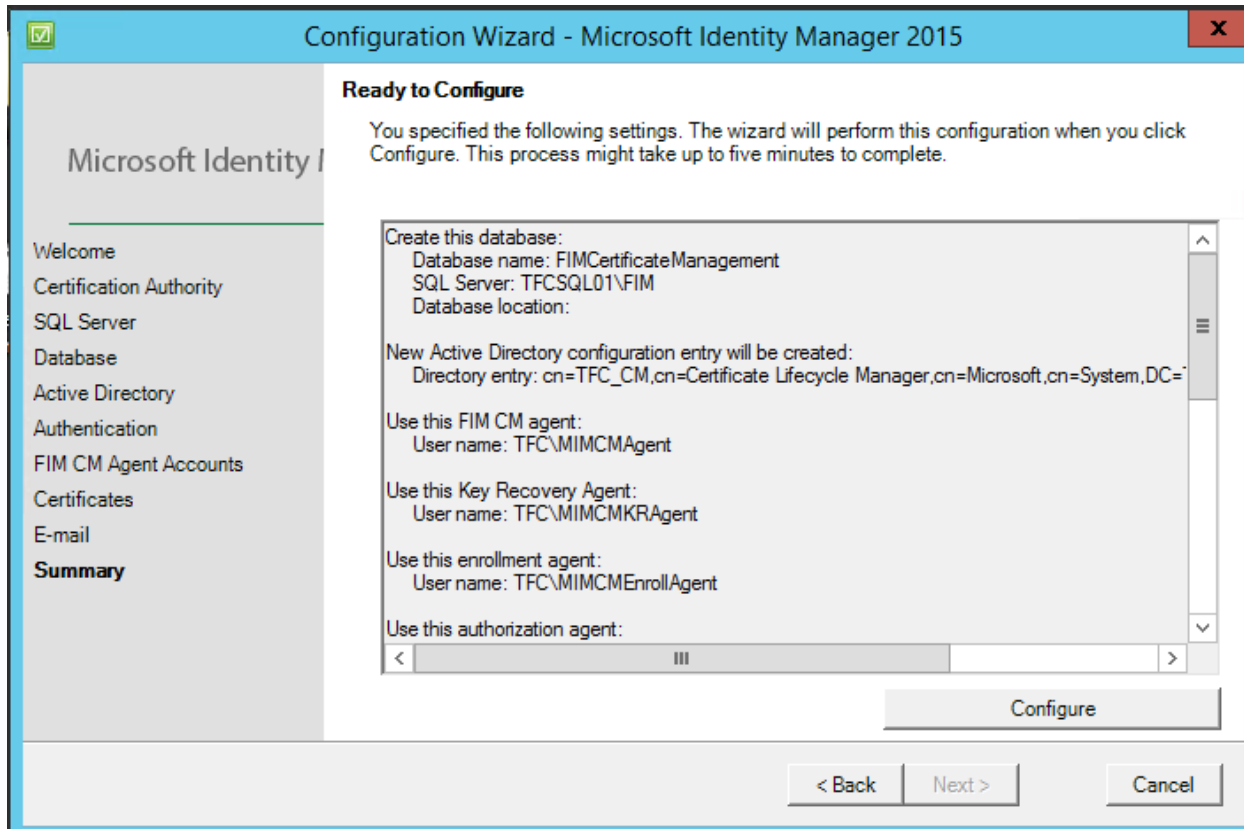 Configuration Wizard - Microsoft Identity Manager 2015
x
Microsoft Identity
Welcome
Certification Authority
SQL Server
Database
Active Directory
Authentication
FIM CM Agent Accounts
Certificates
E-mail
Summary
Ready to Configure
You specified the following settings. The wizard will perform this configuration when you click
Configure. This process might take up to five minutes to complete.
Create this database:
Database name: FIMCertificateManagement
SQL Server: TFCSQL01\FIM
Database location:
New Active Directory configuration entry will be created:
Directory entry: cn=TFC_CM,cn=Certificate Lifecycle Manager,cn=Microsoft,cn=System,DC=
Use this FIM CM agent:
User name: TFC\MIMCMAgent
Use this Key Recovery Agent:
User name: TFC\MIMCMKRAgent
Use this enrollment agent:
User name: TFC\MIMCMEnrollAgent
Use this authorization agent:
Configure
< Back
Next >
Cancel